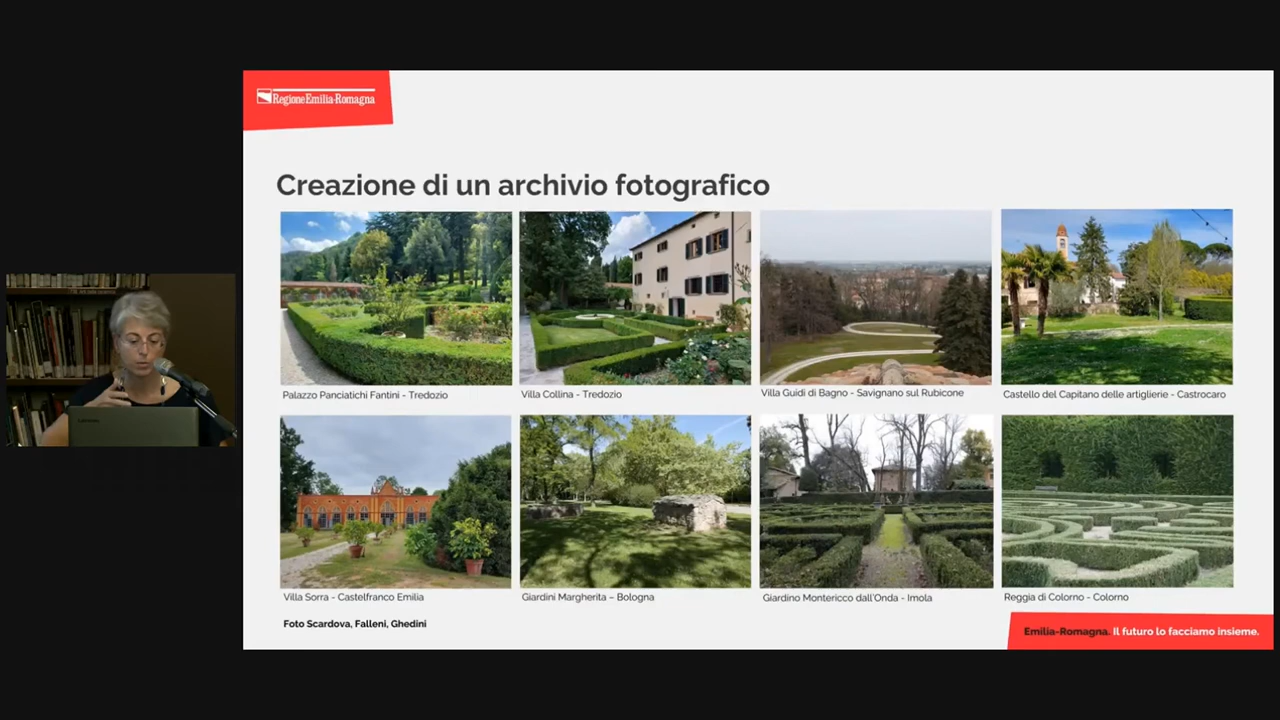 RegioneEmilia-Romagna
Creazione di un archivio fotografico
Palazzo Panciatichi Fantini - Tredozio
Villa Collina - Tredozio
Villa Guidi di Bagno - Savignano sul Rubicone
Castello del Capitano delle artiglierie - Castrocaro
Villa Sorra - Castelfranco Emilia
Giardini Margherita – Bologna
Giardino Montericco dall'Onda - Imola
Reggia di Colorno - Colorno
Foto Scardova, Falleni, Ghedini
Emilia-Romagna. Il futuro lo facciamo insieme.